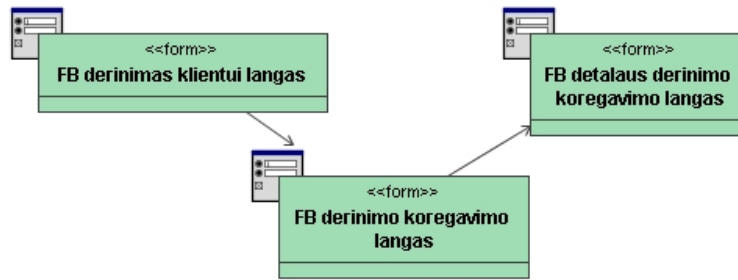 <<form>>
FB derinimas klientui langas
<<form>>
FB detalaus derinimo
koregavimo langas
<<form>>
FB derinimo koregavimo
langas